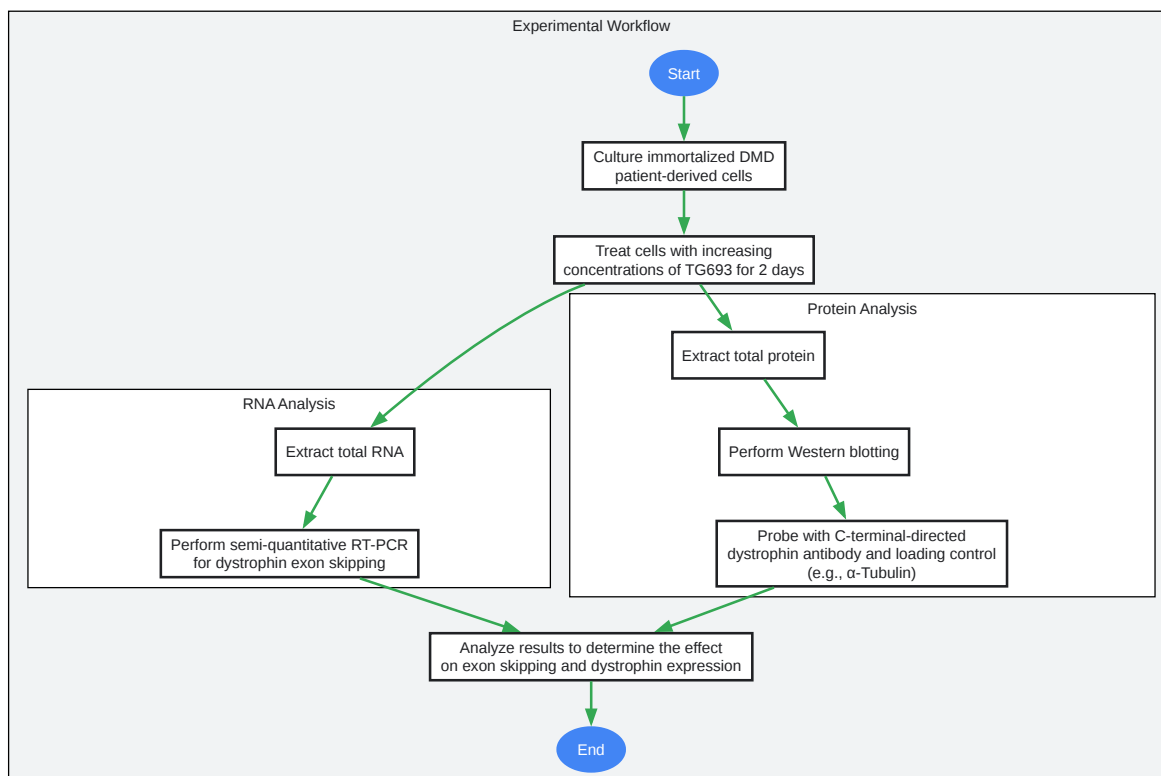 Experimental Workflow
Start
Culture immortalized DMD
patient-derived cells
Treat cells with increasing
concentrations of TG693 for 2 days
Protein Analysis
Extract total protein
RNA Analysis
Extract total RNA
Perform Western blotting
Perform semi-quantitative RT-PCR
for dystrophin exon skipping
Probe with C-terminal-directed
dystrophin antibody and loading control
(e.g., α-Tubulin)
Analyze results to determine the effect
on exon skipping and dystrophin expression
End